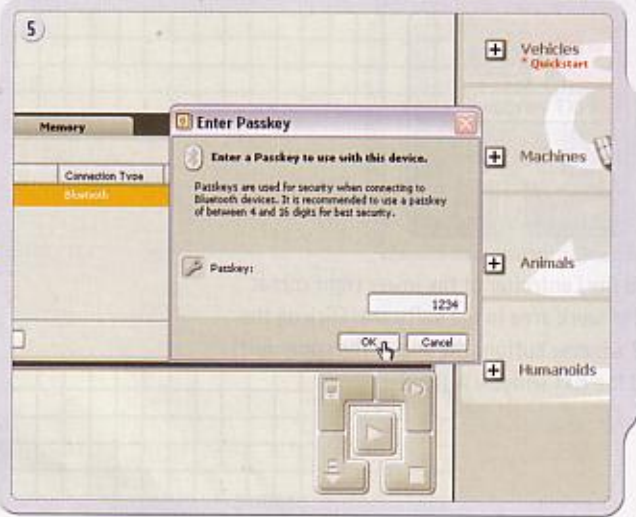 5)
Vehicles
* Quickstart
Memory
Enter Passkey
Enter a Passkey to use with this device.
Machines
Connection Type
Bluetooth
Passkeys are used for security when connecting to
Bluetooth devices. It is recommended to use a passkey
of between 4 and 16 digits for best security.
Passkey:
Animals
1234
OK
Cancel
Humanoids